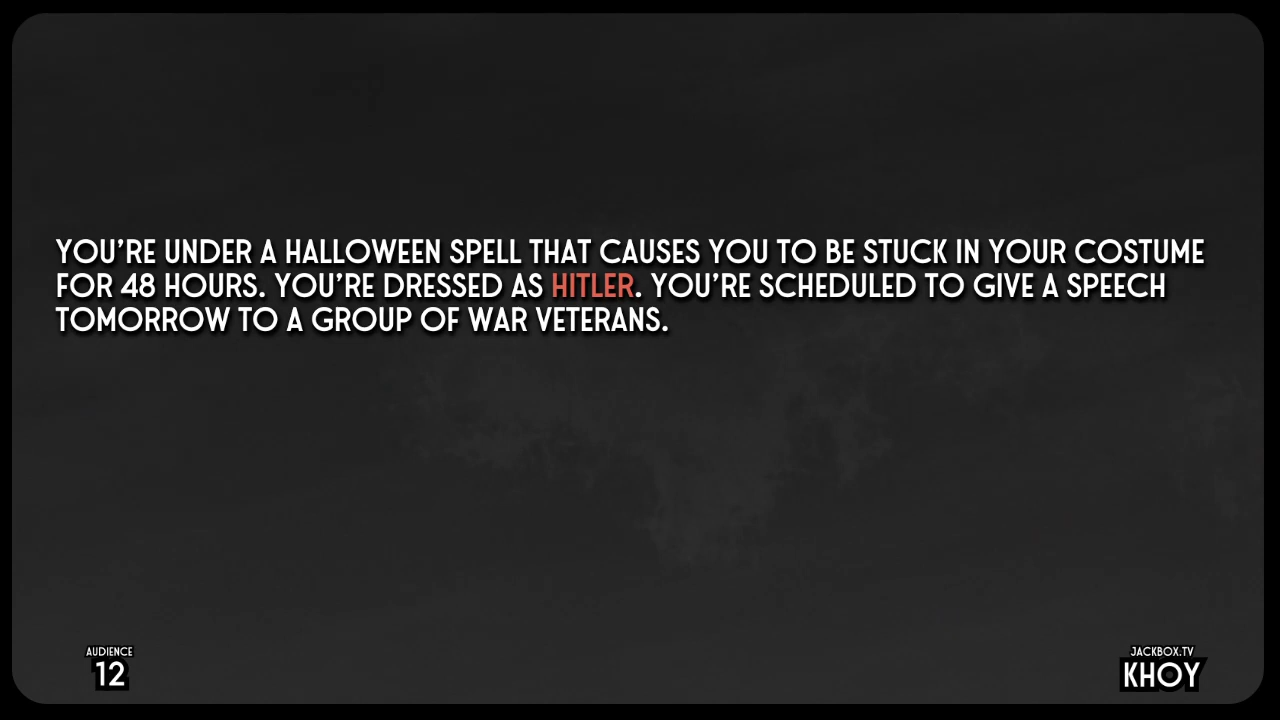 YOU'RE UNDER A HALLOWEEN SPELL THAT CAUSES YOU TO BE STUCK IN YOUR COSTUME
FOR 48 HOURS. YOU'RE DRESSED AS HITLER. YOU'RE SCHEDULED TO GIVE A SPEECH
TOMORROW TO A GROUP OF WAR VETERANS.
AUDIENCE
12
JACKBOX.TV
KHOY